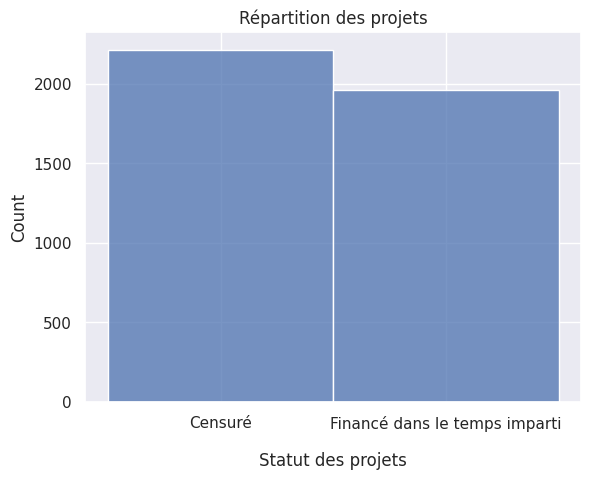 Répartition des projets
Count
2000
1500
1000
500
0
Censuré
Financé dans le temps imparti
Statut des projets